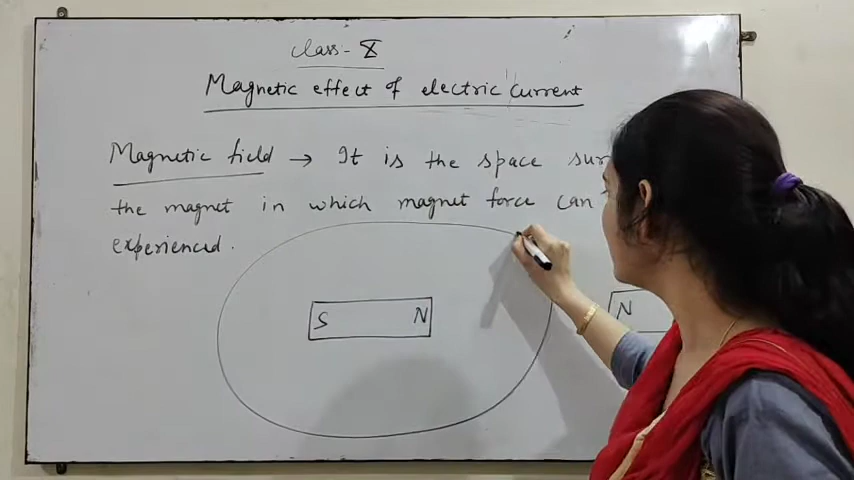 Class - X
Magnetic effect of electric current
Magnetic field → It is the space
the magnet in which magnet force can
experienced.
S N
N